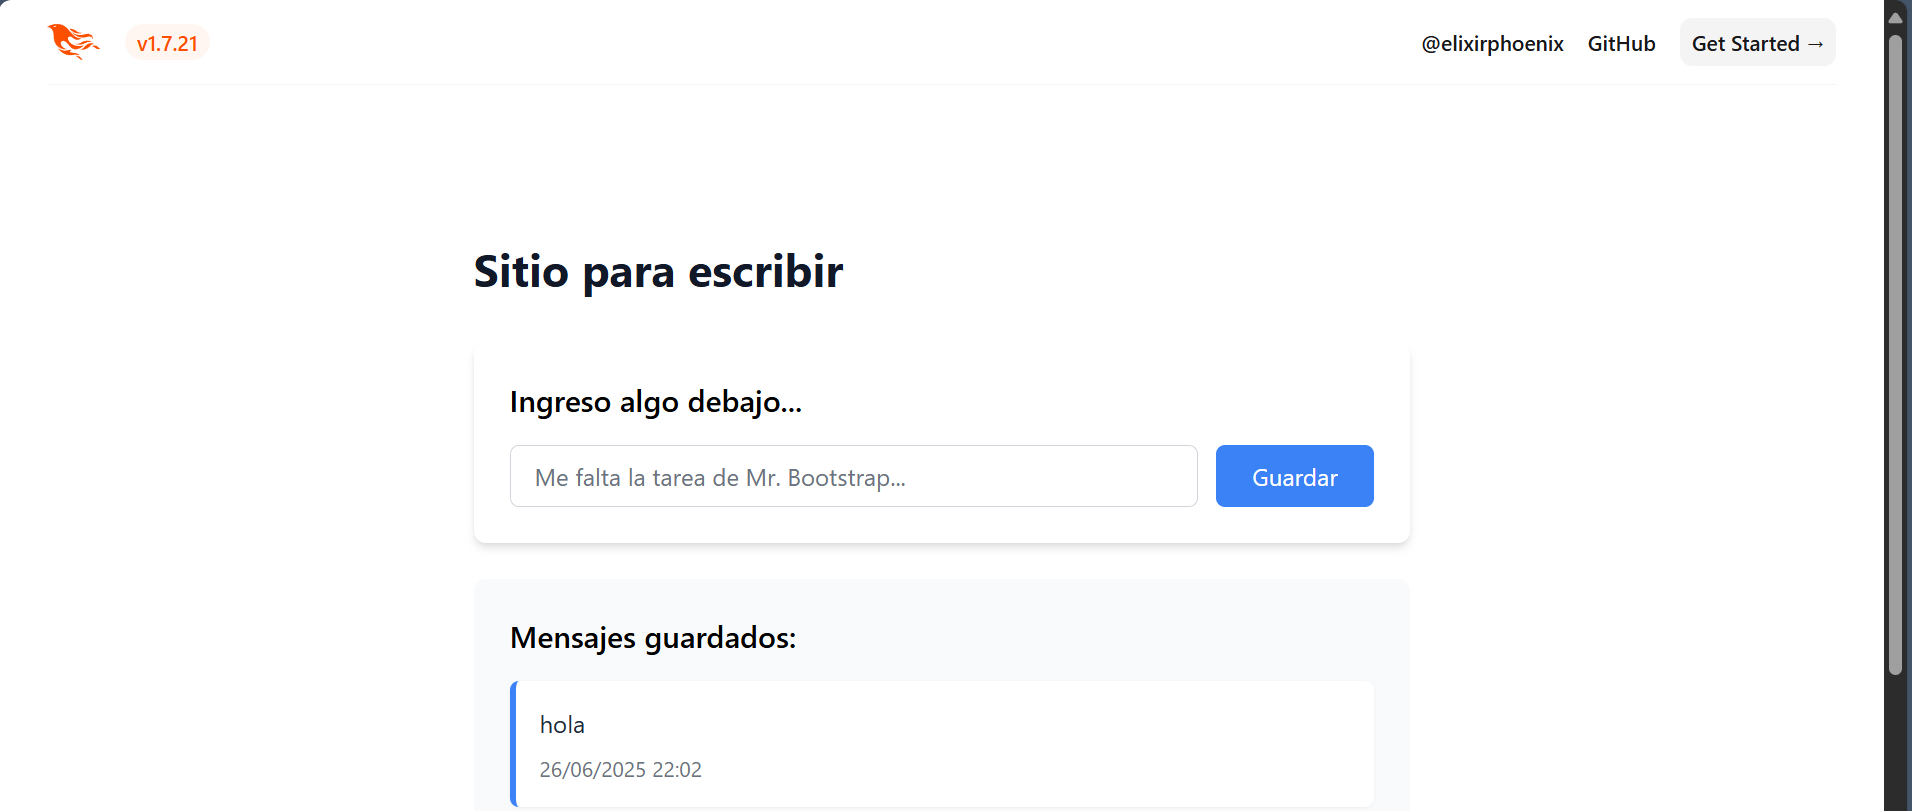 v1.7.21
@elixirphoenix GitHub Get Started →
Sitio para escribir
Ingreso algo debajo...
Me falta la tarea de Mr. Bootstrap...
Guardar
Mensajes guardados:
hola
26/06/2025 22:02